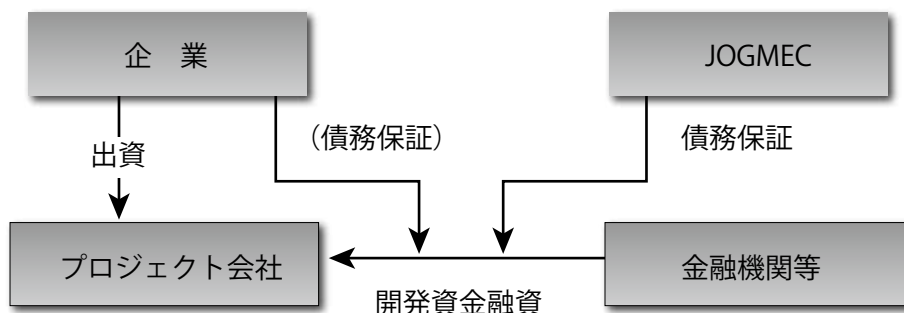 企　業
JOGMEC
出資
（債務保証）
債務保証
プロジェクト会社
金融機関等
開発資金融資